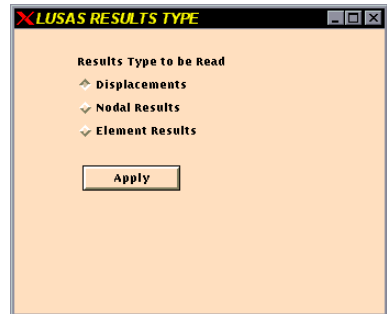 LUSAS RESULTS TYPE
Results Type to be Read
Displacements
Nodal Results
Element Results
Apply